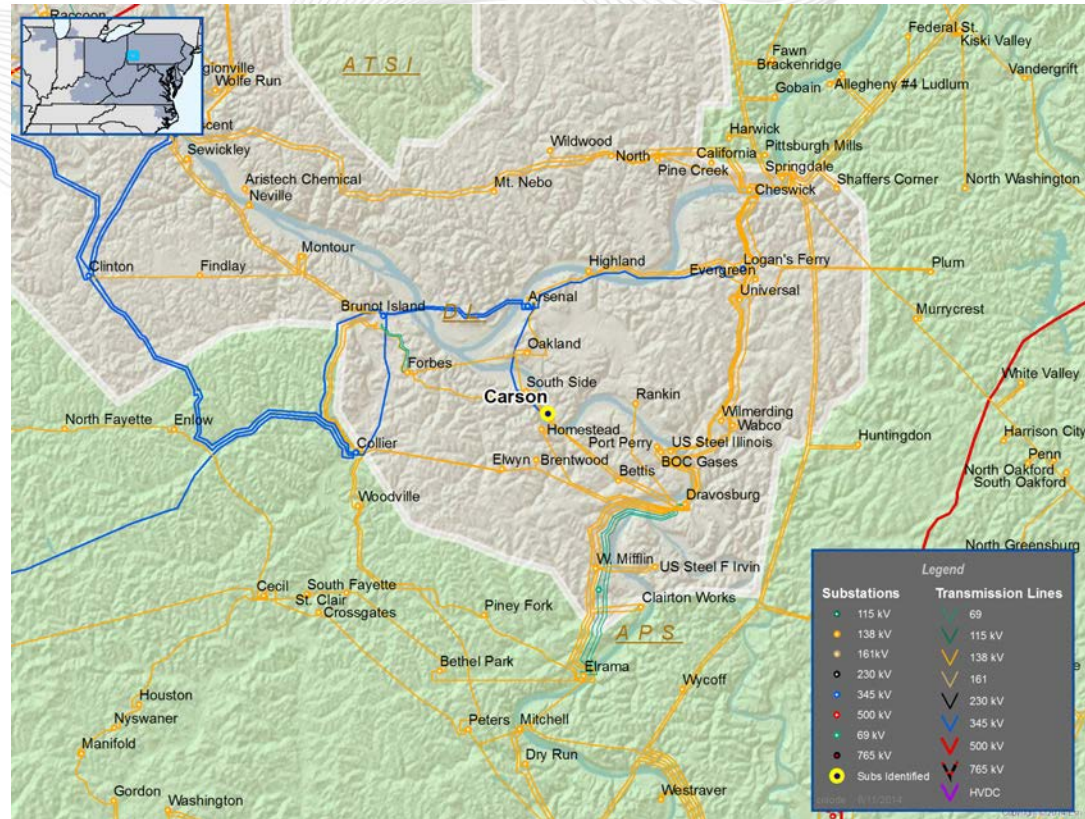 Raccoon
Federal St.
Kiski Valley
Fawn
Brackenridge
ATSI
gionville
Wolfe Run
Vandergrift
Allegheny #4 Ludlum
Gobain
Harwick
scent
Wildwood
California
Pittsburgh Mills
Sewickley
North
Springdale
Aristech Chemical
Pine Creek
Shaffers Corner
North Washington
Mt. Nebo
Cheswick
Neville
Montour
Highland
Logan's Ferry
Clinton
Findlay
Evergreen
Plum
Universal
Arsenal
Brunot Island
DL
Murrycrest
Oakland
Forbes
South Side
White Valley
Carson
Rankin
North Fayette
Enlow
Homestead
Wilmerding
Wabco
Port Perry
US Steel Illinois
Huntingdon
Harrison City
Collier
Elwyn
Brentwood
BOC Gases
Penn
Bettis
North Oakford
South Oakford
Woodville
Dravosburg
North Greensburg
W. Mifflin
US Steel F Irvin
Cecil
South Fayette
St. Clair
Crossgates
Piney Fork
Clairton Works
APS
Bethel Park
Elrama
Wycoff
Houston
Nyswaner
Peters
Mitchell
Manifold
Dry Run
Gordon
Washington
Westraver
Legend
Substations
115 kV
138 kV
161kV
230 kV
345 kV
500 kV
69 kV
765 kV
Subs Identified
Transmission Lines
69
115 kV
138 kV
161
230 kV
345 kV
500 kV
765 kV
HVDC